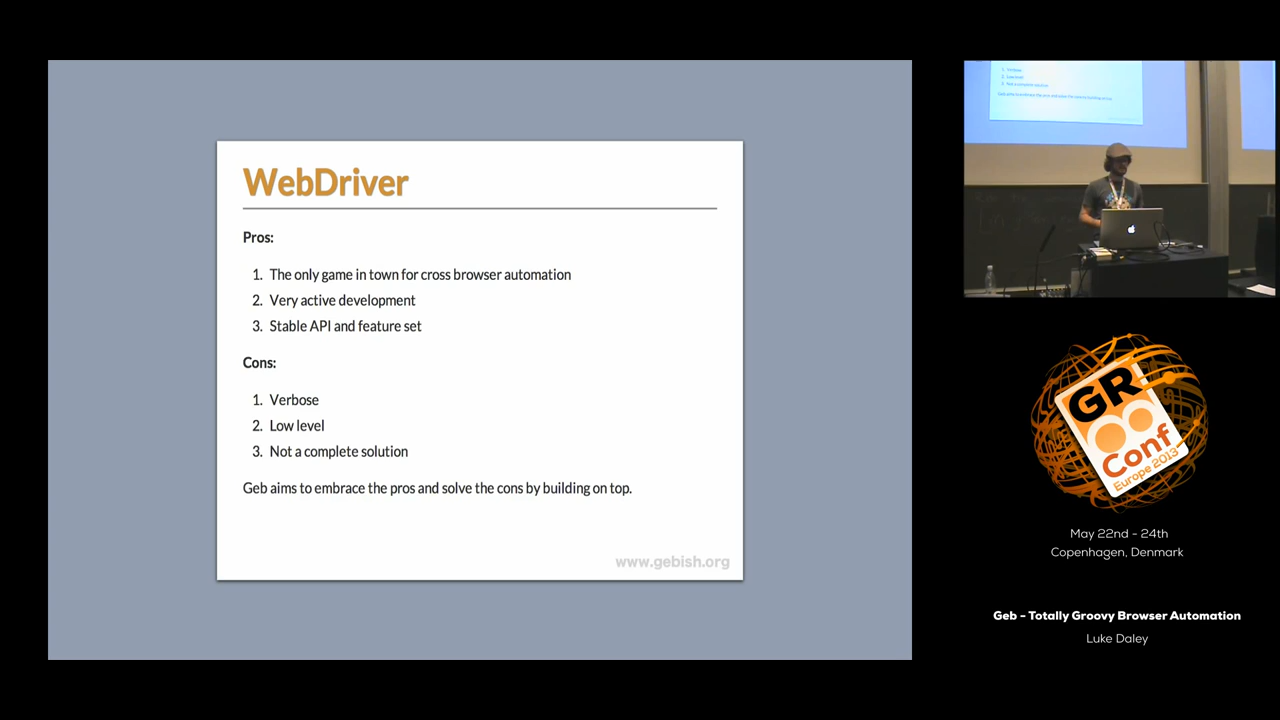 WebDriver
Pros:
1. The only game in town for cross browser automation
2. Very active development
3. Stable API and feature set
Cons:
1. Verbose
2. Low level
3. Not a complete solution
Geb aims to embrace the pros and solve the cons by building on top.
www.gebish.org
GR
Conf
Europe 2013
May 22nd - 24th
Copenhagen, Denmark
Geb - Totally Groovy Browser Automation
Luke Daley